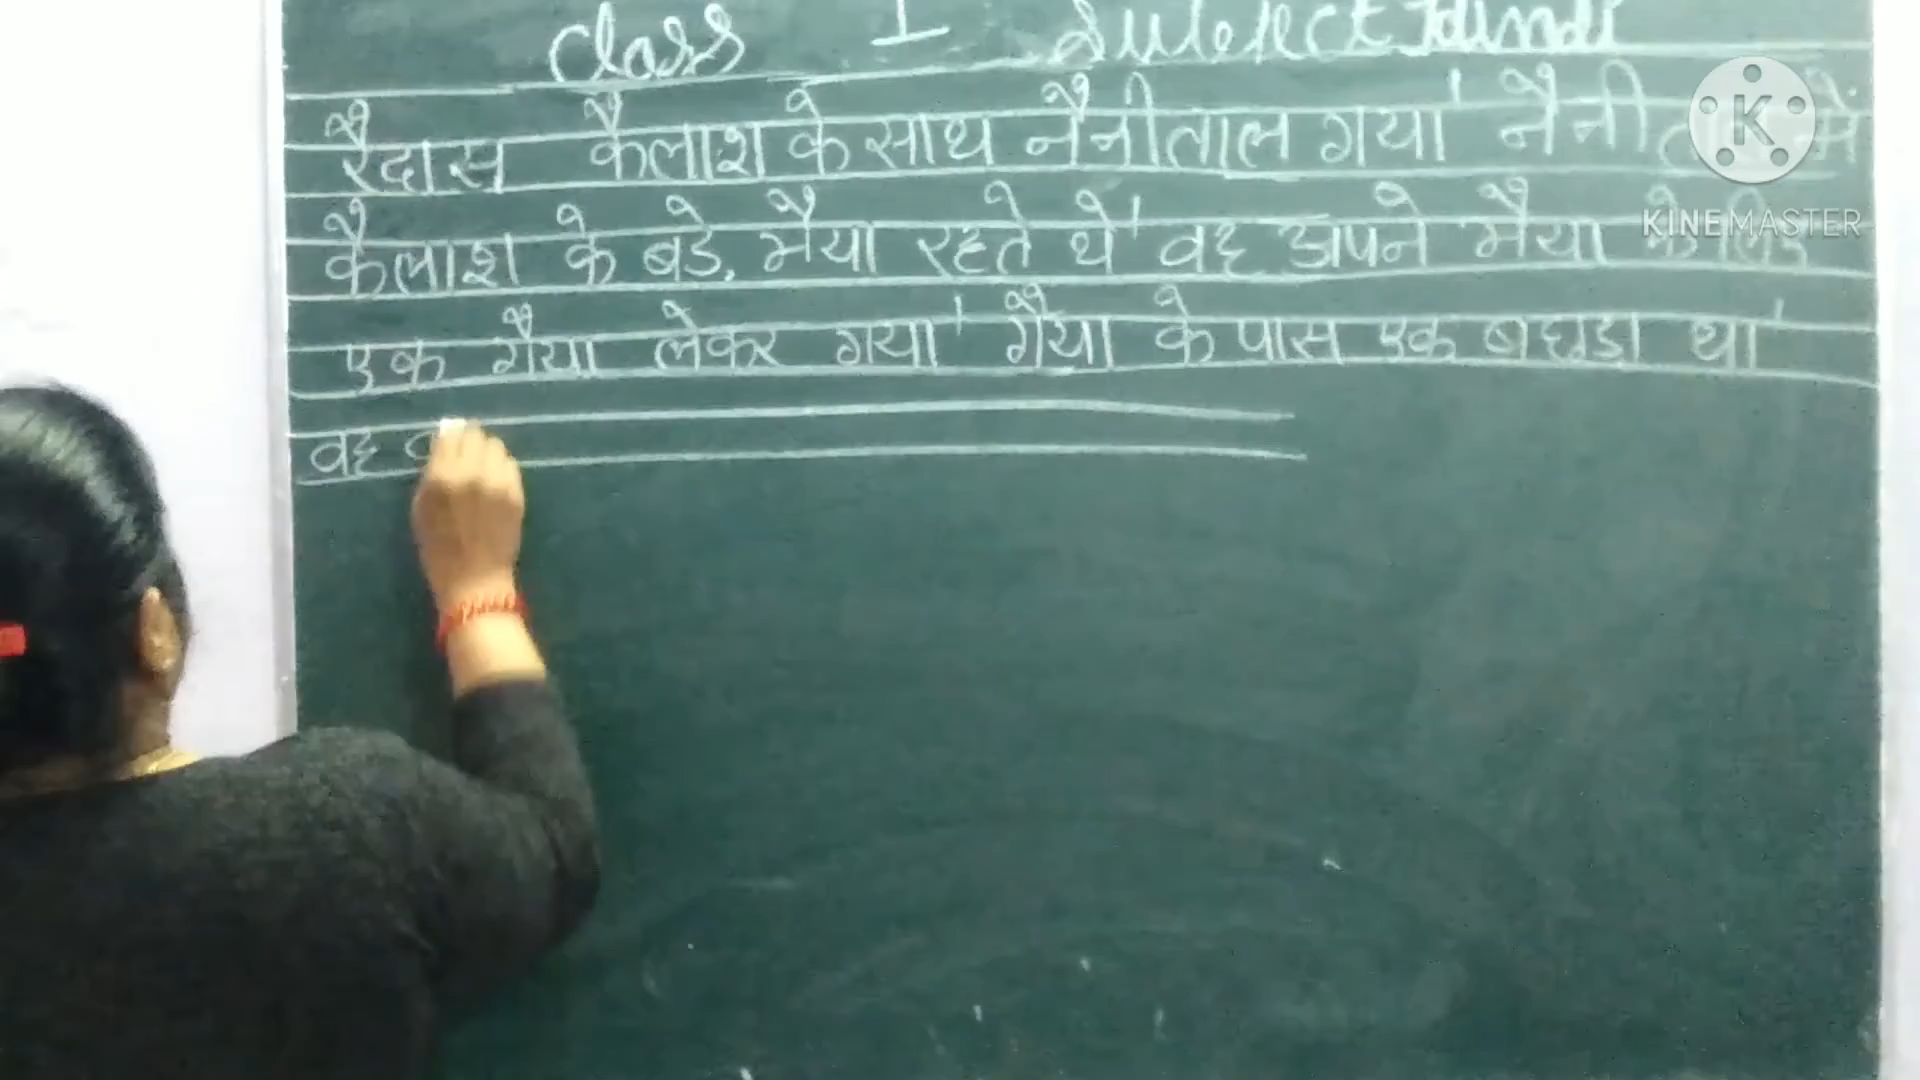 Class I Subject Hindi
रैदास कैलाश के साथ नैनीताल गया। नैनीताल में
कैलाश के बडे. भैया रहते थे। वह अपने भैया के लिए
एक गैया लेकर गया। गैया के पास एक बछडा था।
वह
K
KINEMASTER